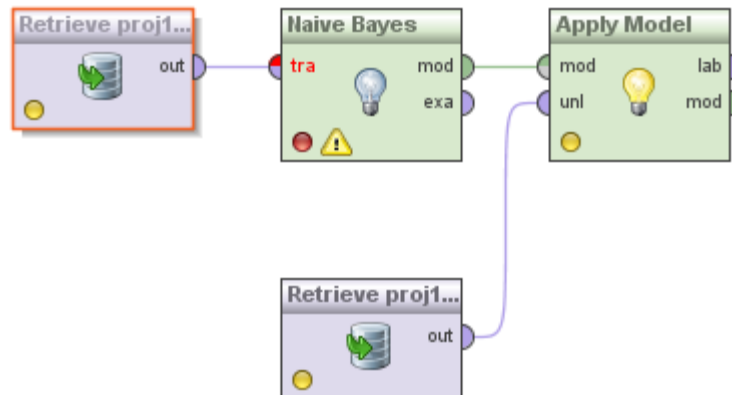 Retrieve proj1...
out
Naive Bayes
tra
mod
exa
Apply Model
mod
lab
unl
mod
Retrieve proj1...
out